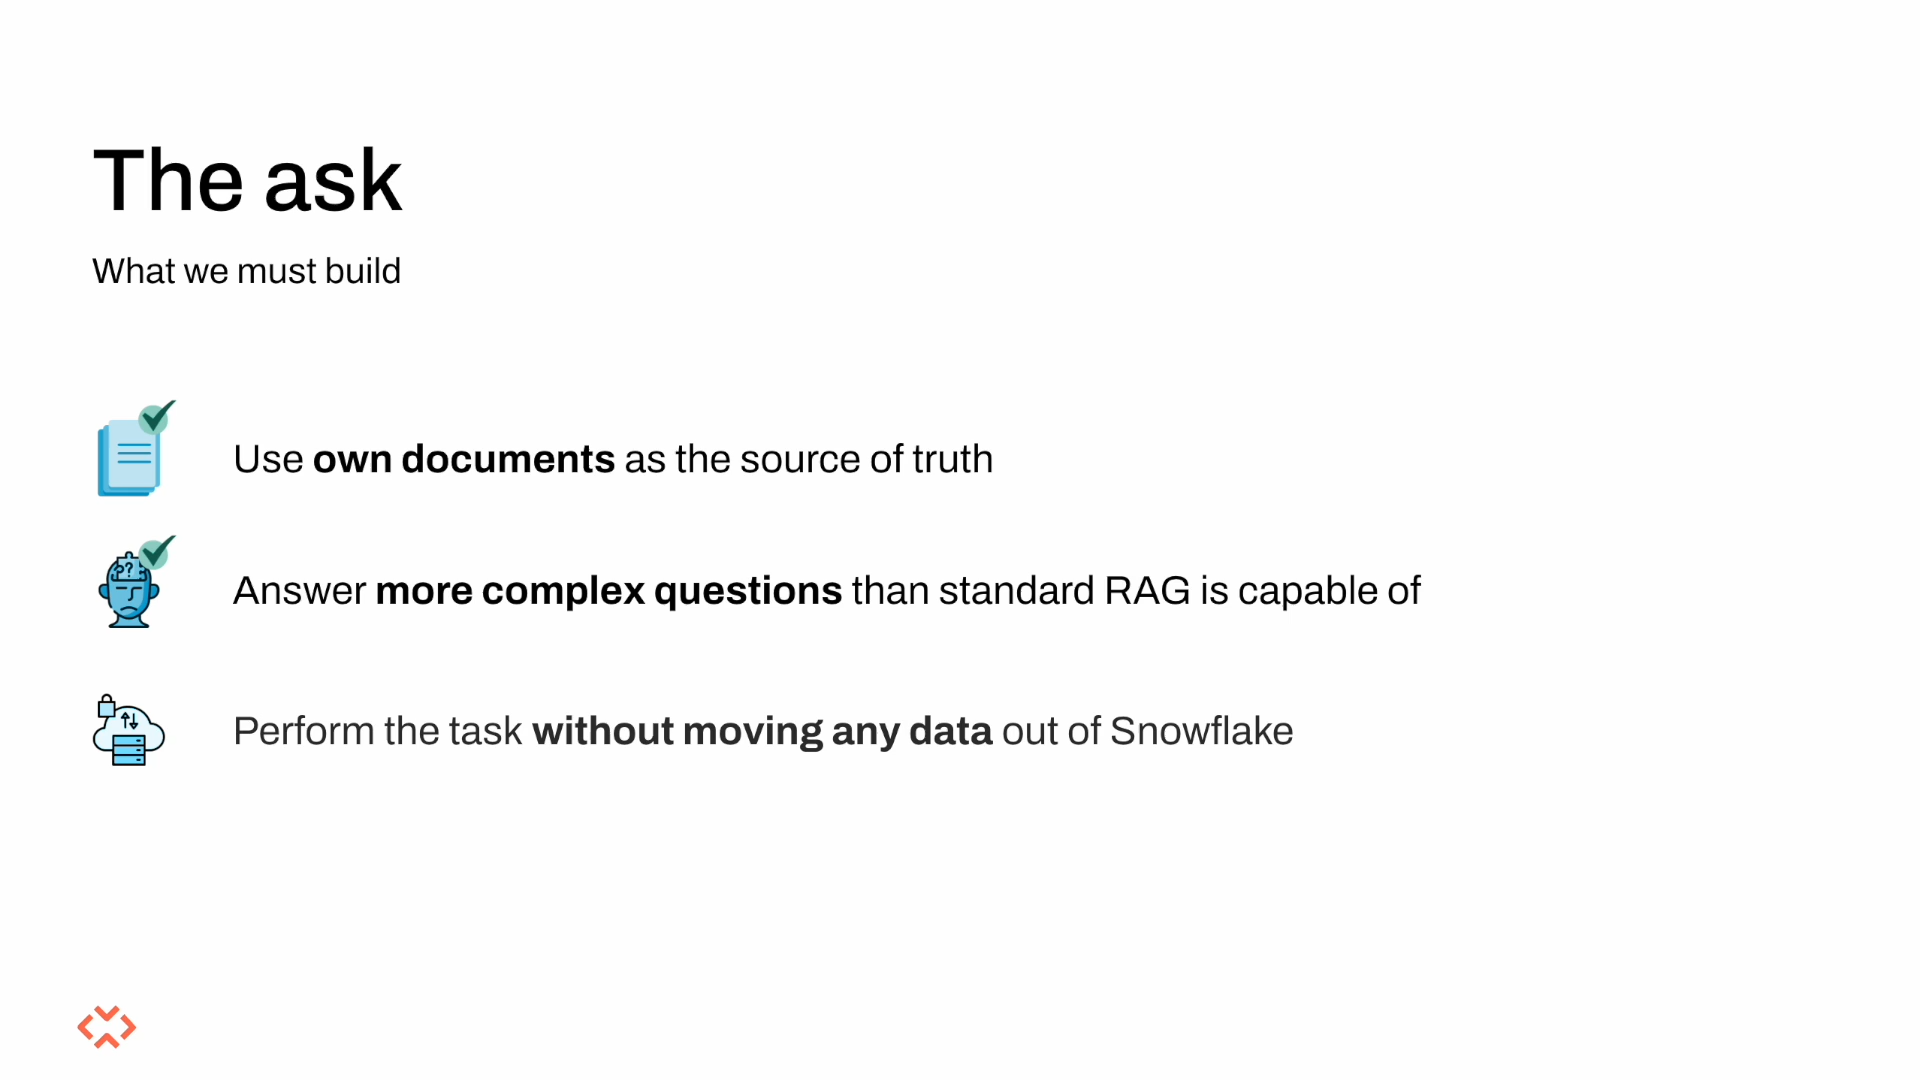 The ask
What we must build
Use own documents as the source of truth
Answer more complex questions than standard RAG is capable of
Perform the task without moving any data out of Snowflake